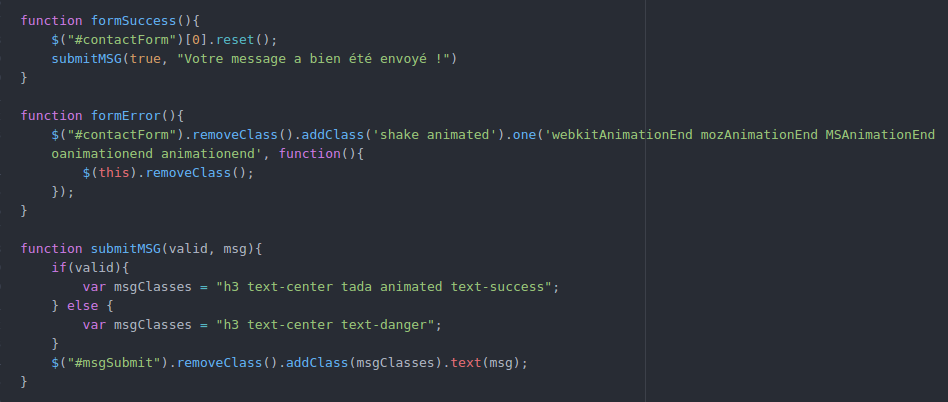 function formSuccess(){
    $("#contactForm")[0].reset();
    submitMSG(true, "Votre message a bien été envoyé !")
}

function formError(){
    $("#contactForm").removeClass().addClass('shake animated').one('webkitAnimationEnd mozAnimationEnd MSAnimationEnd
    oanimationend animationend', function(){
        $(this).removeClass();
    });
}

function submitMSG(valid, msg){
    if(valid){
        var msgClasses = "h3 text-center tada animated text-success";
    } else {
        var msgClasses = "h3 text-center text-danger";
    }
    $("#msgSubmit").removeClass().addClass(msgClasses).text(msg);
}